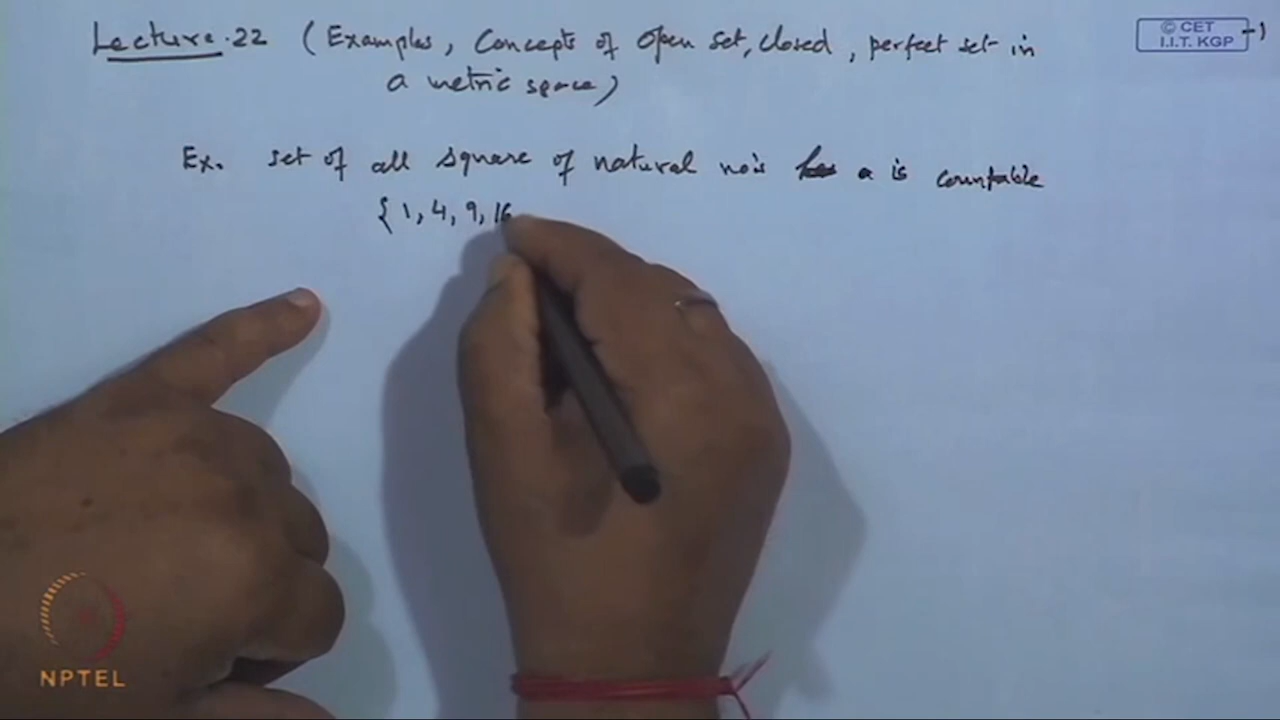 Lecture.22 (Examples, Concepts of Open set, closed, perfect set in
a metric space)
© CET
I.I.T. KGP
-1
Ex. set of all square of natural no's is countable
{ 1, 4, 9, 16
NPTEL